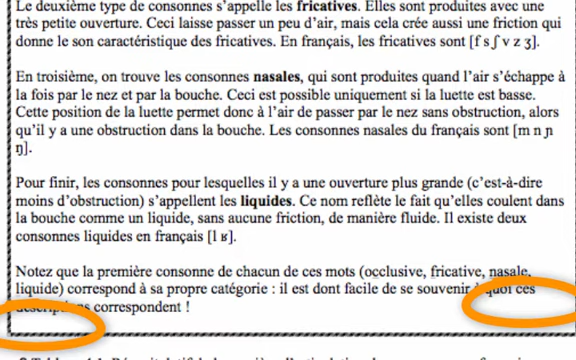 Le deuxième type de consonnes s'appelle les fricatives. Elles sont produites avec une
très petite ouverture. Ceci laisse passer un peu d'air, mais cela crée aussi une friction qui
donne le son caractéristique des fricatives. En français, les fricatives sont [f s ʃ v z ʒ].
En troisième, on trouve les consonnes nasales, qui sont produites quand l'air s'échappe à
la fois par le nez et par la bouche. Ceci est possible uniquement si la luette est basse.
Cette position de la luette permet donc à l'air de passer par le nez sans obstruction, alors
qu'il y a une obstruction dans la bouche. Les consonnes nasales du français sont [m n ɲ
ŋ].
Pour finir, les consonnes pour lesquelles il y a une ouverture plus grande (c'est-à-dire
moins d'obstruction) s'appellent les liquides. Ce nom reflète le fait qu'elles coulent dans
la bouche comme un liquide, sans aucune friction, de manière fluide. Il existe deux
consonnes liquides en français [l ʁ].
Notez que la première consonne de chacun de ces mots (occlusive, fricative, nasale,
liquide) correspond à sa propre catégorie : il est dont facile de se souvenir à quoi ces
descriptions correspondent !